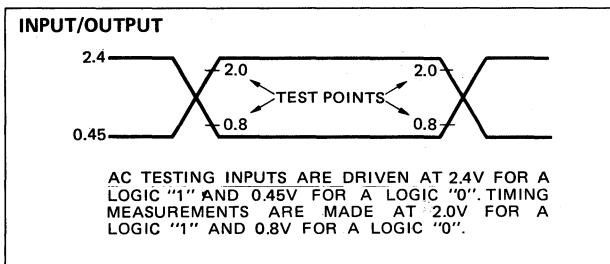 INPUT/OUTPUT
2.4
2.0
2.0
TEST POINTS
0.8
0.8
0.45
AC TESTING INPUTS ARE DRIVEN AT 2.4V FOR A
LOGIC "1" AND 0.45V FOR A LOGIC "0". TIMING
MEASUREMENTS ARE MADE AT 2.0V FOR A
LOGIC "1" AND 0.8V FOR A LOGIC "0".